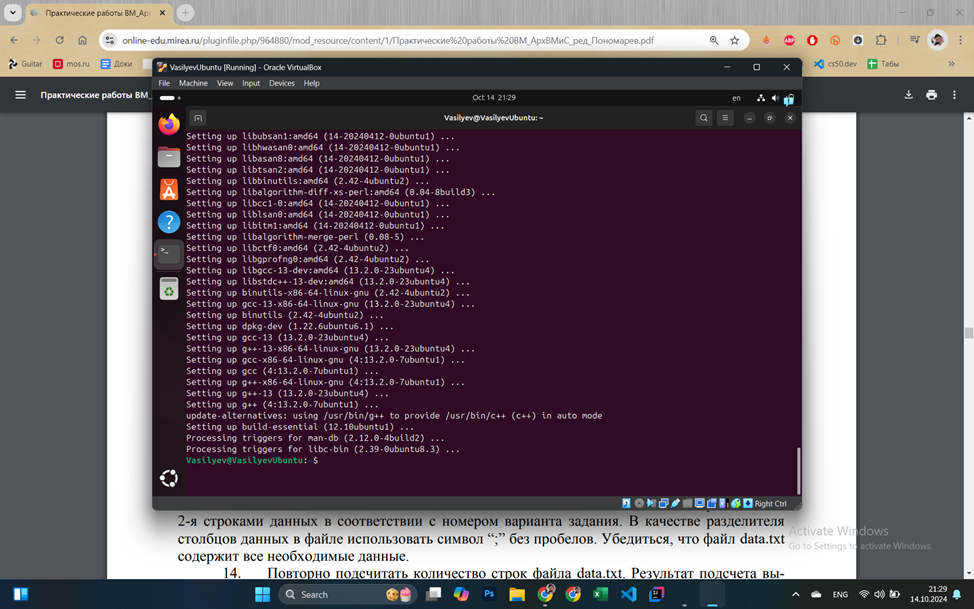 Практические работы ВМ_Арх
online-edu.mirea.ru/pluginfile.php/964880/mod_resource/content/1/Практические%20работы%20ВМ_АрхВМиС_ред_Пономарев.pdf
ABP
Guitar
mos.ru
Доки
cs50.dev
Табы
Практические работы ВМ_
VasilyevUbuntu [Running] - Oracle VirtualBox
File Machine View Input Devices Help
Oct 14 21:29
en
Vasilyev@VasilyevUbuntu: ~
Setting up libubsan1:amd64 (14-20240412-0ubuntu1) ...
Setting up libhwasan0:amd64 (14-20240412-0ubuntu1) ...
Setting up libasan8:amd64 (14-20240412-0ubuntu1) ...
Setting up libtsan2:amd64 (14-20240412-0ubuntu1) ...
Setting up libbinutils:amd64 (2.42-4ubuntu2) ...
Setting up libalgorithm-diff-xs-perl:amd64 (0.04-8build3) ...
Setting up libcc1-0:amd64 (14-20240412-0ubuntu1) ...
Setting up liblsan0:amd64 (14-20240412-0ubuntu1) ...
Setting up libitm1:amd64 (14-20240412-0ubuntu1) ...
Setting up libalgorithm-merge-perl (0.08-5) ...
Setting up libctf0:amd64 (2.42-4ubuntu2) ...
Setting up libgprofng0:amd64 (2.42-4ubuntu2) ...
Setting up libgcc-13-dev:amd64 (13.2.0-23ubuntu4) ...
Setting up libstdc++-13-dev:amd64 (13.2.0-23ubuntu4) ...
Setting up binutils-x86-64-linux-gnu (2.42-4ubuntu2) ...
Setting up gcc-13-x86-64-linux-gnu (13.2.0-23ubuntu4) ...
Setting up binutils (2.42-4ubuntu2) ...
Setting up dpkg-dev (1.22.6ubuntu6.1) ...
Setting up gcc-13 (13.2.0-23ubuntu4) ...
Setting up g++-13-x86-64-linux-gnu (13.2.0-23ubuntu4) ...
Setting up gcc-x86-64-linux-gnu (4:13.2.0-7ubuntu1) ...
Setting up gcc (4:13.2.0-7ubuntu1) ...
Setting up g++-x86-64-linux-gnu (4:13.2.0-7ubuntu1) ...
Setting up g++-13 (13.2.0-23ubuntu4) ...
Setting up g++ (4:13.2.0-7ubuntu1) ...
update-alternatives: using /usr/bin/g++ to provide /usr/bin/c++ (c++) in auto mode
Setting up build-essential (12.10ubuntu1) ...
Processing triggers for man-db (2.12.0-4build2) ...
Processing triggers for libc-bin (2.39-0ubuntu8.3) ...
Vasilyev@VasilyevUbuntu:~$
Right Ctrl
2-я строками данных в соответствии с номером варианта задания. В качестве разделителя
столбцов данных в файле использовать символ “;” без пробелов. Убедиться, что файл data.txt
содержит все необходимые данные.
14. Повторно подсчитать количество строк файла data.txt. Результат подсчета вы-
Activate Windows
Go to Settings to activate Windows.
Search
Ps
ENG
21:29
14.10.2024